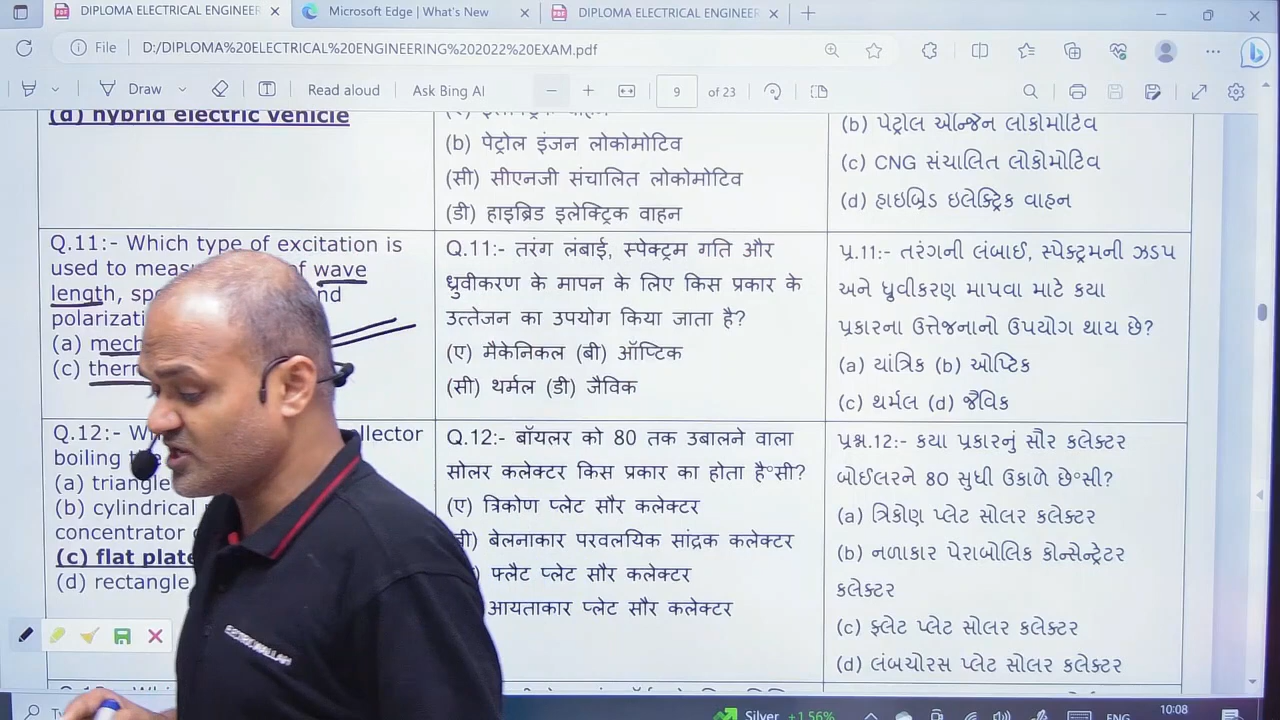 DIPLOMA ELECTRICAL ENGINEER
Microsoft Edge | What's New
DIPLOMA ELECTRICAL ENGINEER
File
D:/DIPLOMA%20ELECTRICAL%20ENGINEERING%202022%20EXAM.pdf
Draw
Read aloud
Ask Bing AI
9
of 23
(d) hybrid electric vehicle
(b) पेट्रोल इंजन लोकोमोटिव
(सी) सीएनजी संचालित लोकोमोटिव
(डी) हाइब्रिड इलेक्ट्रिक वाहन
(b) પેટ્રોલ એન્જિન લોકોમોટિવ
(c) CNG સંચાલિત લોકોમોટિવ
(d) હાઇબ્રિડ ઇલેક્ટ્રિક વાહન
Q.11:- Which type of excitation is
used to of wave
length,
(a)
(c)
Q.11:- तरंग लंबाई, स्पेक्ट्रम गति और
ध्रुवीकरण के मापन के लिए किस प्रकार के
उत्तेजन का उपयोग किया जाता है?
(ए) मैकेनिकल (बी) ऑप्टिक
(सी) थर्मल (डी) जैविक
પ્ર.11:- તરંગની લંબાઈ, સ્પેક્ટ્રમની ઝડપ
અને ધ્રુવીકરણ માપવા માટે કયા
પ્રકારના ઉત્તેજનાનો ઉપયોગ થાય છે?
(a) યાંત્રિક (b) ઓપ્ટિક
(c) થર્મલ (d) જૈવિક
Q.12:-
boiling
(a) triangle
(b) cylindrical
concentrator
(c) flat plate
(d) rectangle
Q.12:- बॉयलर को 80 तक उबालने वाला
सोलर कलेक्टर किस प्रकार का होता है°सी?
(ए) त्रिकोण प्लेट सौर कलेक्टर
बेलनाकार परवलयिक सांद्रक कलेक्टर
फ्लैट प्लेट सौर कलेक्टर
आयताकार प्लेट सौर कलेक्टर
પ્રશ્ન.12:- કયા પ્રકારનું સૌર કલેક્ટર
બોઈલરને 80 સુધી ઉકાળે છે°સી?
(a) ત્રિકોણ પ્લેટ સોલર કલેક્ટર
(b) નળાકાર પેરાબોલિક કોન્સેન્ટ્રેટર
કલેક્ટર
(c) ફ્લેટ પ્લેટ સોલર કલેક્ટર
(d) લંબચોરસ પ્લેટ સોલર કલેક્ટર
Silver +1.56%
ENG
10:08